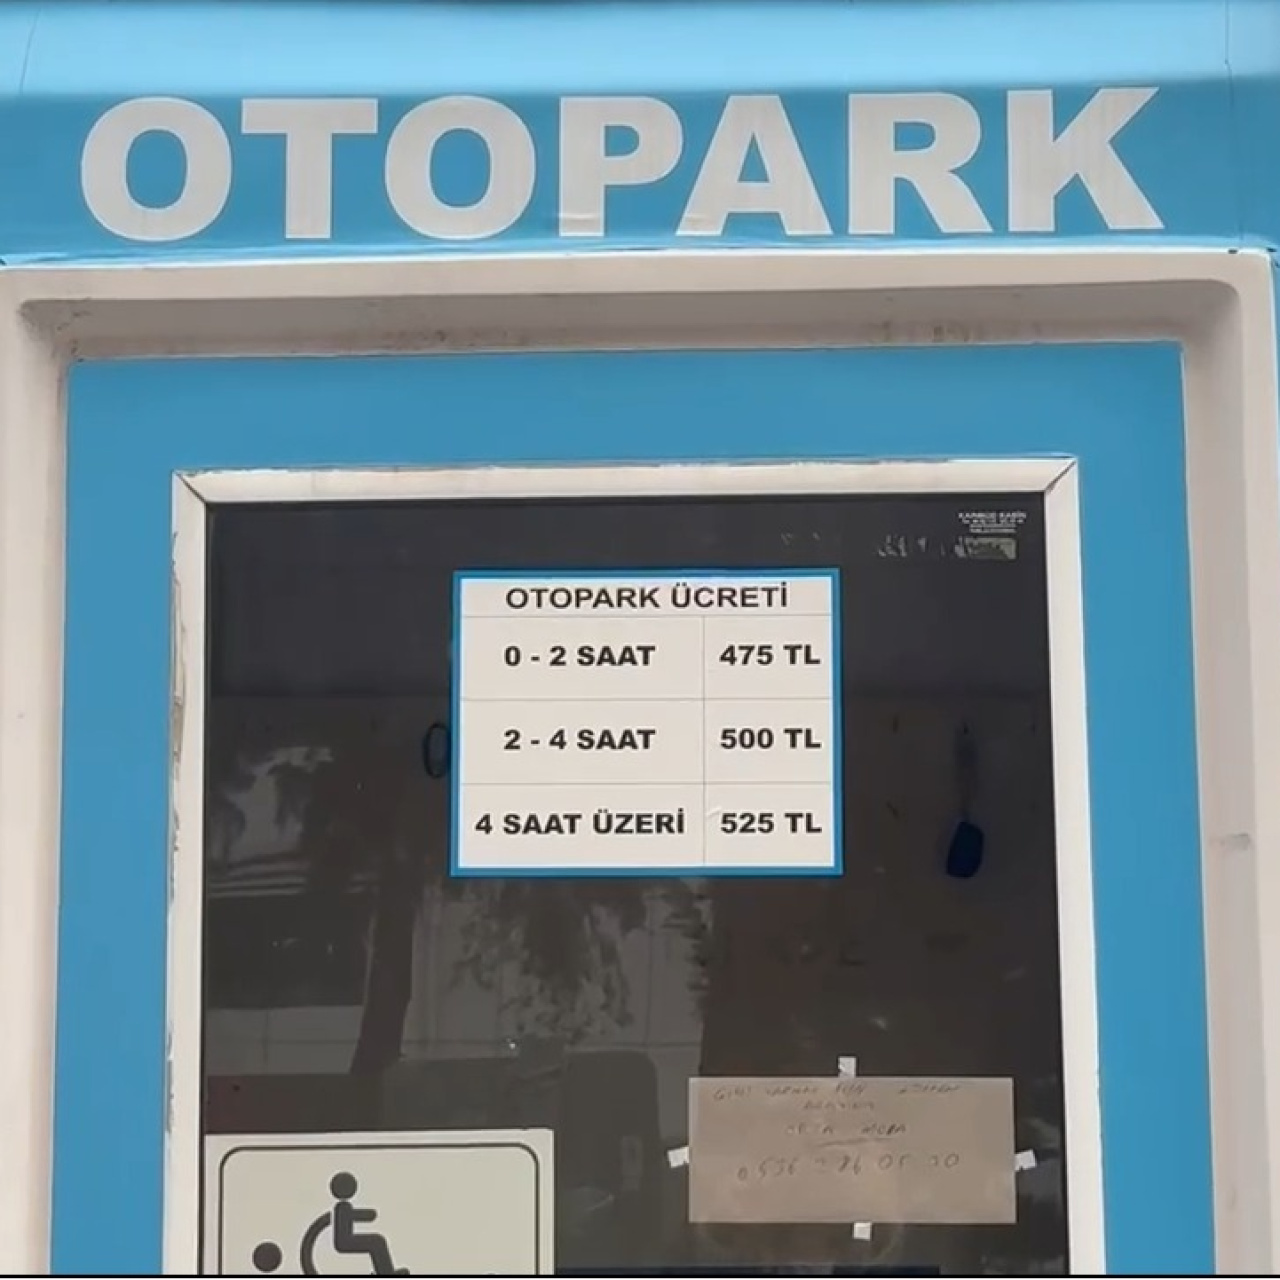 OTOPARK
OTOPARK ÜCRETİ
0 - 2 SAAT 475 TL
2 - 4 SAAT 500 TL
4 SAAT ÜZERİ 525 TL